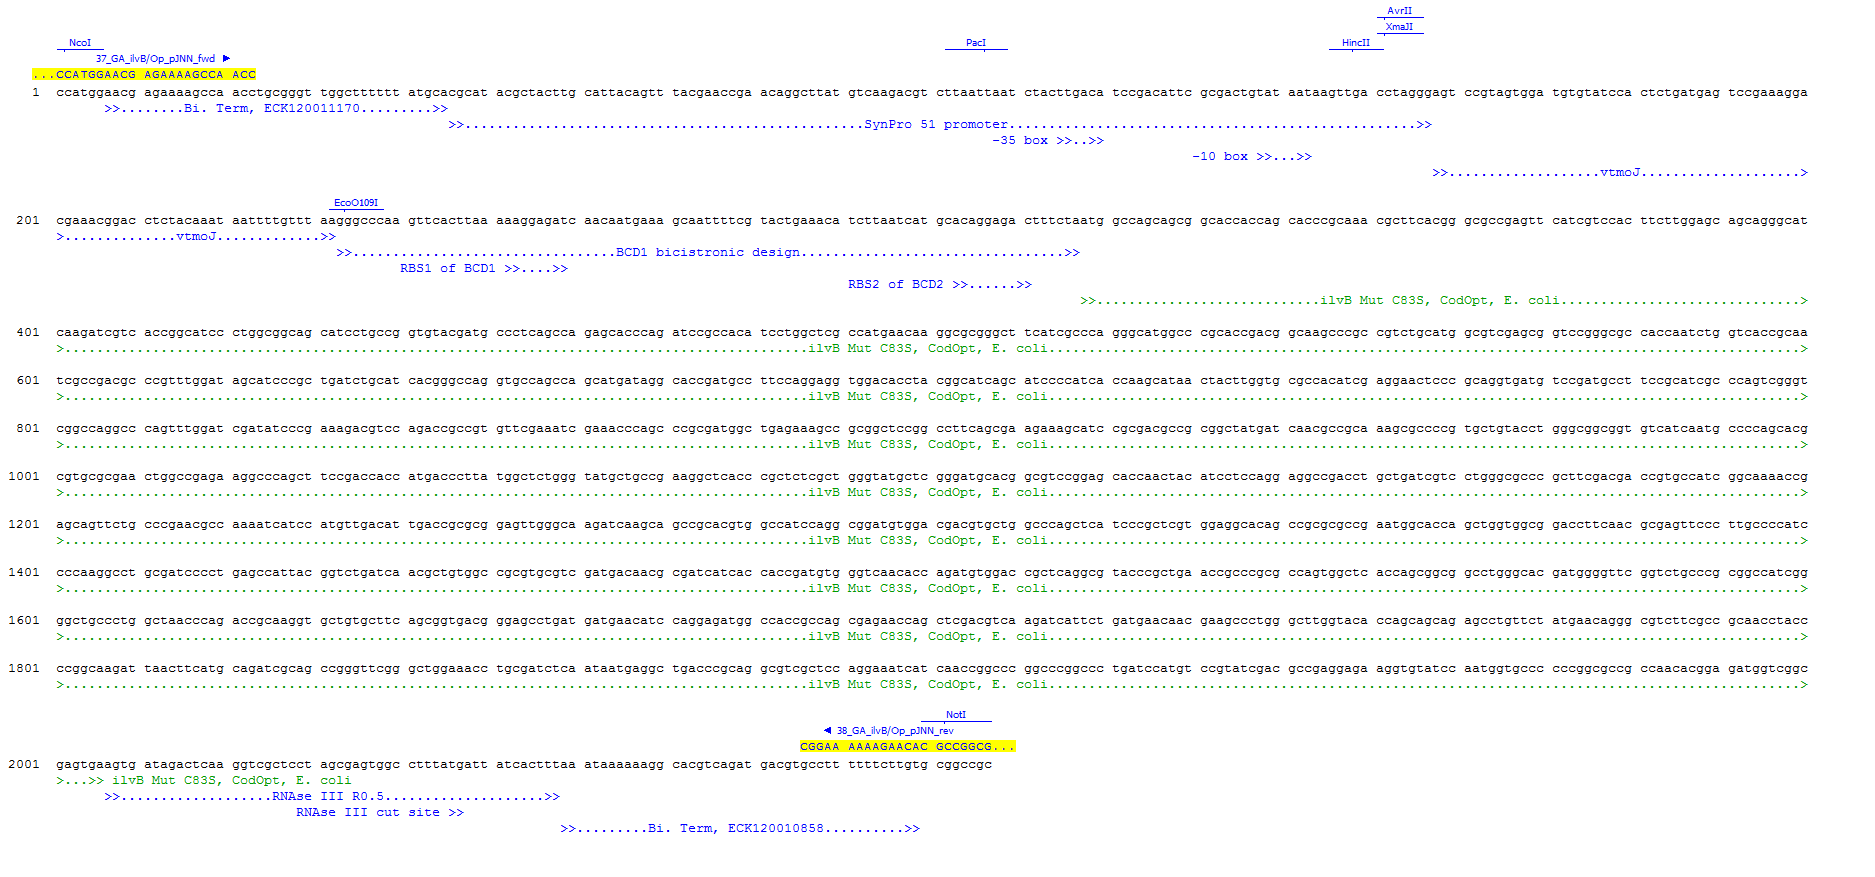 AvrII
XmaJI
NcoI PacI HincII
37_GA_ilvB/Op_pJNN_fwd
...CCATGGAACG AGAAAAGCCA ACC
1 ccatggaacg agaaaagcca acctgcgggt tggctttttt atgcacgcat acgctacttg cattacagtt tacgaaccga acaggcttat gtcaagacgt cttaattaat ctacttgaca tccgacattc gcgactgtat aataagttga cctagggagt ccgtagtgga tgtgtatcca ctctgatgag tccgaaagga
>>........Bi. Term, ECK120011170.........>>
>>..................................................SynPro 51 promoter...................................................>>
-35 box >>..>>
-10 box >>...>>
>>...................vtmoJ....................>
EcoO109I
201 cgaaacggac ctctacaaat aattttgttt aagggcccaa gttcacttaa aaaggagatc aacaatgaaa gcaattttcg tactgaaaca tcttaatcat gcacaggaga ctttctaatg gccagcagcg gcaccaccag cacccgcaaa cgcttcacgg gcgccgagtt catcgtccac ttcttggagc agcagggcat
>..............vtmoJ.............>>
>>................................BCD1 bicistronic design.................................>>
RBS1 of BCD1 >>....>>
RBS2 of BCD2 >>......>>
>>............................ilvB Mut C83S, CodOpt, E. coli..............................>
401 caagatcgtc accggcatcc ctggcggcag catcctgccg gtgtacgatg ccctcagcca gagcacccag atccgccaca tcctggctcg ccatgaacaa ggcgcgggct tcatcgccca gggcatggcc cgcaccgacg gcaagcccgc cgtctgcatg gcgtcgagcg gtccgggcgc caccaatctg gtcaccgcaa
>.............................................................................................ilvB Mut C83S, CodOpt, E. coli..............................................................................................>
601 tcgccgacgc ccgtttggat agcatcccgc tgatctgcat cacgggccag gtgccagcca gcatgatagg caccgatgcc ttccaggagg tggacaccta cggcatcagc atccccatca ccaagcataa ctacttggtg cgccacatcg aggaactccc gcaggtgatg tccgatgcct tccgcatcgc ccagtcgggt
>.............................................................................................ilvB Mut C83S, CodOpt, E. coli..............................................................................................>
801 cggccaggcc cagtttggat cgatatcccg aaagacgtcc agaccgccgt gttcgaaatc gaaacccagc ccgcgatggc tgagaaagcc gcggctccgg ccttcagcga agaaagcatc cgcgacgccg cggctatgat caacgccgca aagcgcccccg tgctgtacct gggcggcggt gtcatcaatg ccccagcacg
>.............................................................................................ilvB Mut C83S, CodOpt, E. coli..............................................................................................>
1001 cgtgcgcgaa ctggccgaga aggcccagct tccgaccacc atgaccctta tggctctggg tatgctgccg aaggctcacc cgctctcgct gggtatgctc gggatgcacg gcgtccggag caccaactac atcctccagg aggccgacct gctgatcgtc ctgggcgccc gcttcgacga ccgtgccatc ggcaaaaccg
>.............................................................................................ilvB Mut C83S, CodOpt, E. coli..............................................................................................>
1201 agcagttctg cccgaacgcc aaaatcatcc atgttgacat tgaccgcgcg gagttgggca agatcaagca gccgcacgtg gccatccagg cggatgtgga cgacgtgctg gcccagctca tcccgctcgt ggaggcacag ccgcgcgccg aatggcacca gctggtggcg gaccttcaac gcgagttccc ttgccccatc
>.............................................................................................ilvB Mut C83S, CodOpt, E. coli..............................................................................................>
1401 cccaaggcct gcgatcccct gagccattac ggtctgatca acgctgtggc cgcgtgcgtc gatgacaacg cgatcatcac caccgatgtg ggtcaacacc agatgtggac cgctcaggcg tacccgctga accgcccgcg ccagtggctc accagcggcg gcctgggcac gatggggttc ggtctgcccg cggccatcgg
>.............................................................................................ilvB Mut C83S, CodOpt, E. coli..............................................................................................>
1601 ggctgccctg gctaacccag accgcaaggt gctgtgcttc agcggtgacg ggagcctgat gatgaacatc caggagatgg ccaccgccag cgagaaccag ctcgacgtca agatcattct gatgaacaac gaagccctgg gcttggtaca ccagcagcag agcctgttct atgaacaggg cgtcttcgcc gcaacctacc
>.............................................................................................ilvB Mut C83S, CodOpt, E. coli..............................................................................................>
1801 ccggcaagat taacttcatg cagatcgcag ccgggttcgg gctggaaacc tgcgatctca ataatgaggc tgacccgcag gcgtcgctcc aggaaatcat caaccggccc ggcccggccc tgatccatgt ccgtatcgac gccgaggaga aggtgtatcc aatggtgccc cccggcgccg ccaacacgga gatggtcggc
>.............................................................................................ilvB Mut C83S, CodOpt, E. coli..............................................................................................>
NotI
38_GA_ilvB/Op_pJNN_rev
CGGAA AAAAGAACAC GCCGGCG...
2001 gagtgaagtg atagactcaa ggtcgctcct agcgagtggc ctttatgatt atcactttaa ataaaaaagg cacgtcagat gacgtgcctt ttttcttgtg cggccgc
>...>> ilvB Mut C83S, CodOpt, E. coli
>>...................RNAse III R0.5....................>>
RNAse III cut site >>
>>.........Bi. Term, ECK120010858..........>>